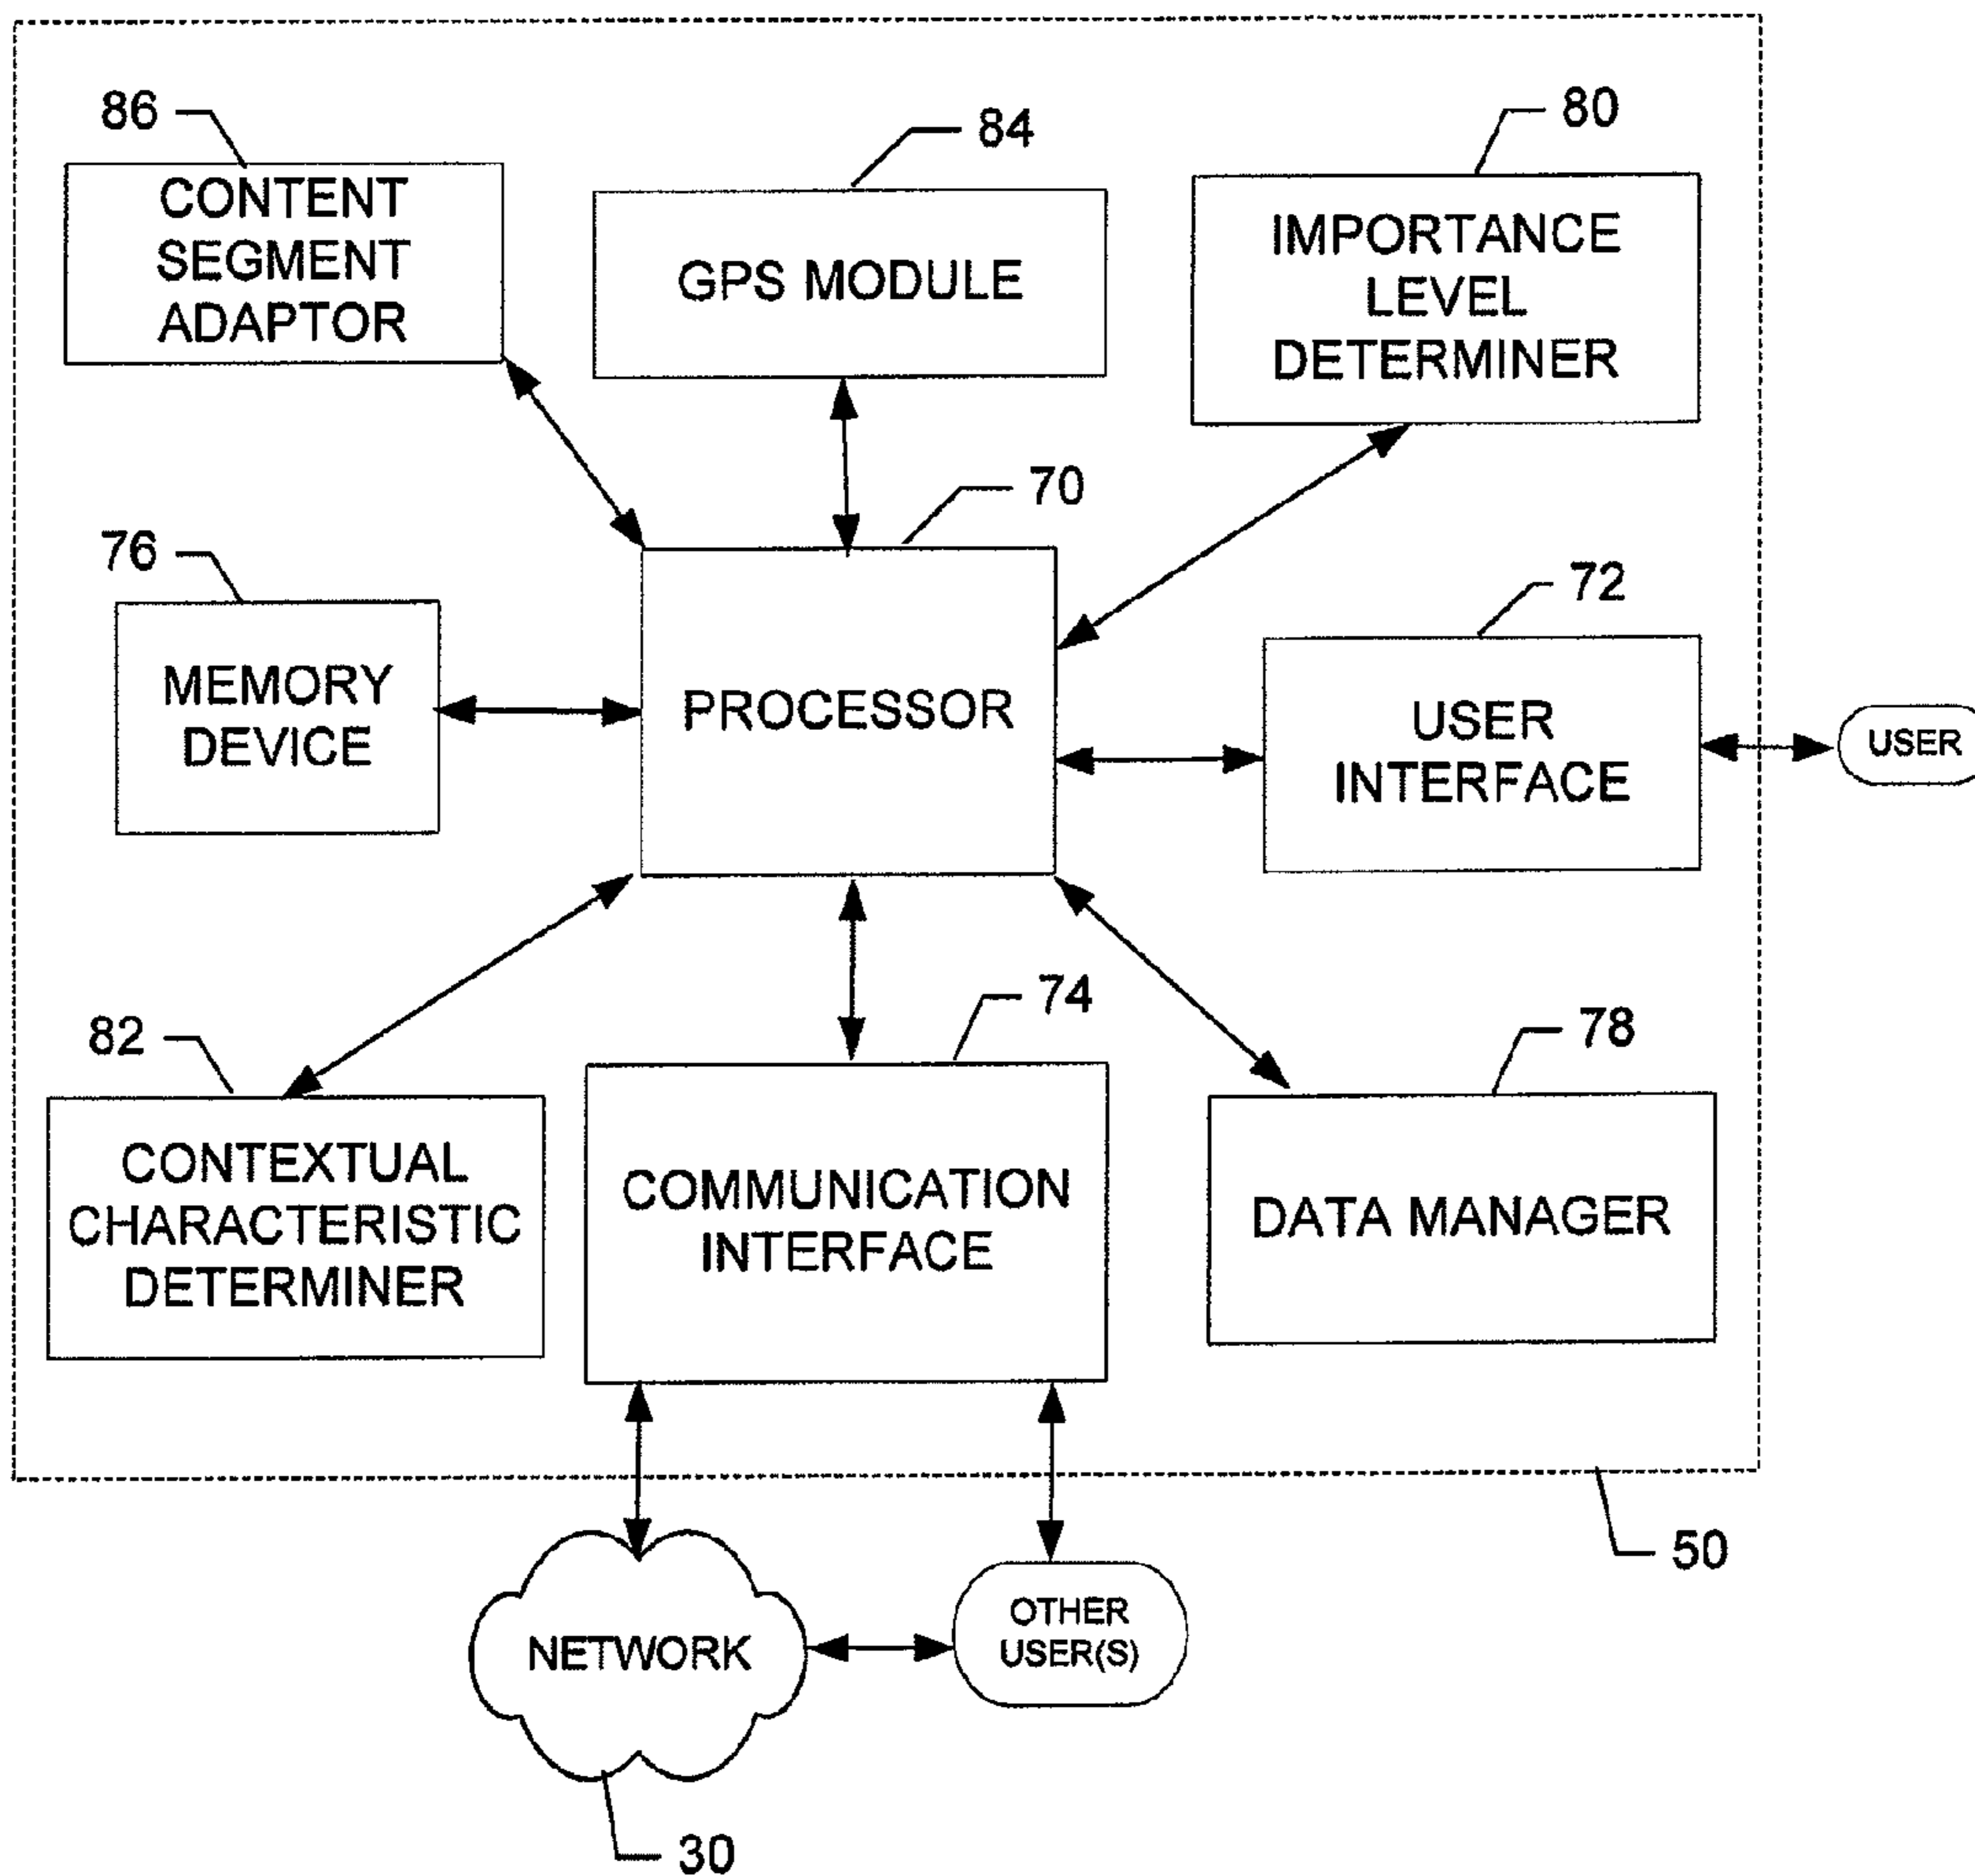 86
84
80
CONTENT
SEGMENT
ADAPTOR
GPS MODULE
IMPORTANCE
LEVEL
DETERMINER
70
76
72
MEMORY
DEVICE
PROCESSOR
USER
INTERFACE
USER
82
74
78
CONTEXTUAL
CHARACTERISTIC
DETERMINER
COMMUNICATION
INTERFACE
DATA MANAGER
50
NETWORK
OTHER
USER(S)
30